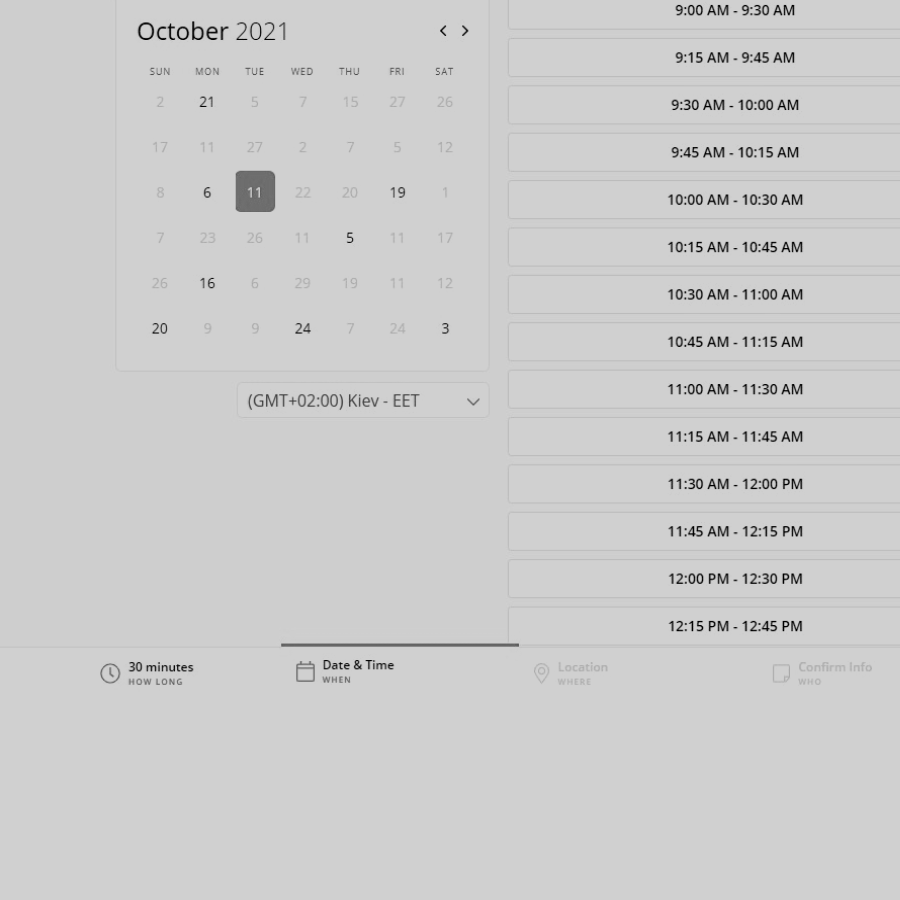 October 2021
SUN MON TUE WED THU FRI SAT
2 21 5 7 15 27 26
17 11 27 2 7 5 12
8 6 11 22 20 19 1
7 23 26 11 5 11 17
26 16 6 29 19 11 12
20 9 9 24 7 24 3
(GMT+02:00) Kiev - EET
9:00 AM - 9:30 AM
9:15 AM - 9:45 AM
9:30 AM - 10:00 AM
9:45 AM - 10:15 AM
10:00 AM - 10:30 AM
10:15 AM - 10:45 AM
10:30 AM - 11:00 AM
10:45 AM - 11:15 AM
11:00 AM - 11:30 AM
11:15 AM - 11:45 AM
11:30 AM - 12:00 PM
11:45 AM - 12:15 PM
12:00 PM - 12:30 PM
12:15 PM - 12:45 PM
30 minutes
HOW LONG
Date & Time
WHEN
Location
WHERE
Confirm Info
WHO